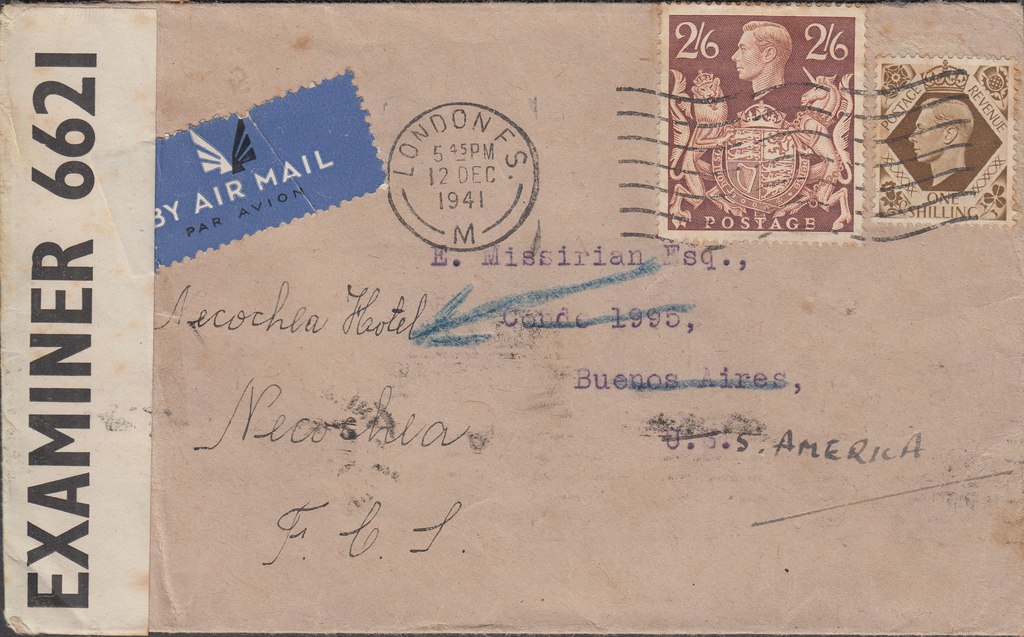 EXAMINER 6621
BY AIR MAIL
PAR AVION
LONDON E.S.
5 45 PM
12 DEC
1941
M
2/6 2/6
POSTAGE
POSTAGE REVENUE
ONE
SHILLING
E. Missirian Esq.,
Conde 1995,
Buenos Aires,
S. AMERICA
Necochea Hotel
Necochea
F. C. S.